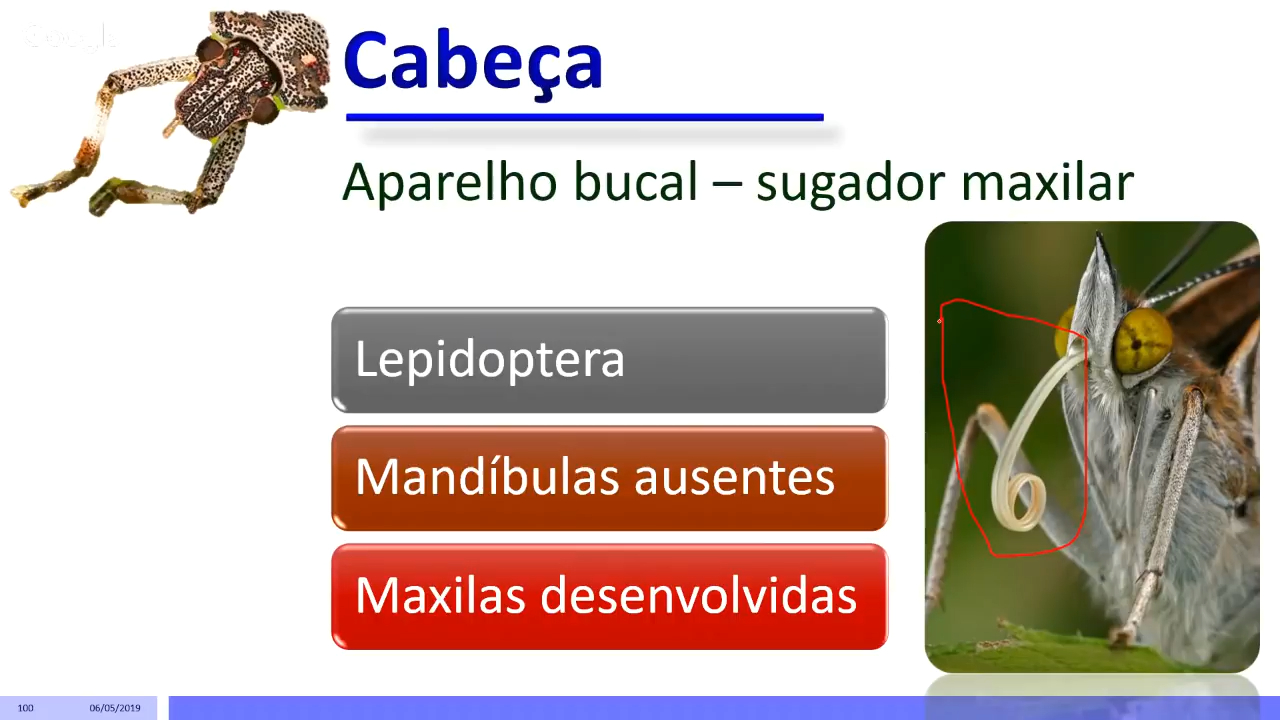 Cabeça
Aparelho bucal – sugador maxilar
Lepidoptera
Mandíbulas ausentes
Maxilas desenvolvidas
100 06/05/2019